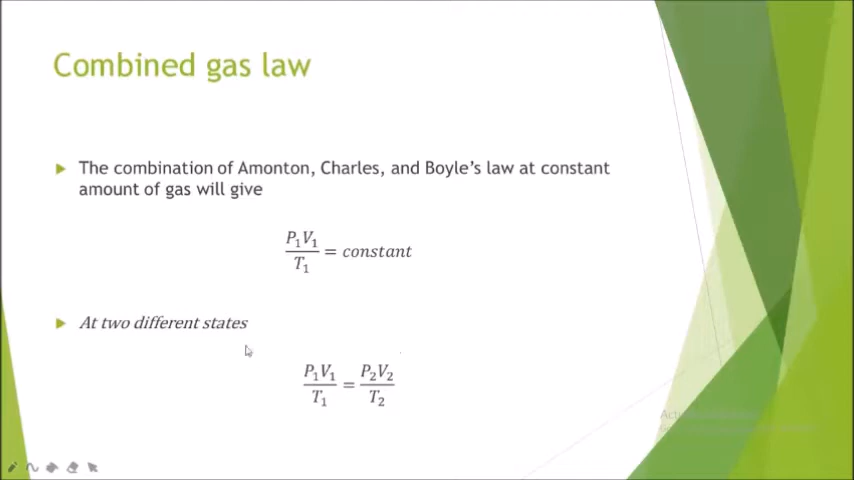 Combined gas law
The combination of Amonton, Charles, and Boyle's law at constant
amount of gas will give
P₁V₁/T₁ = constant
At two different states
P₁V₁/T₁ = P₂V₂/T₂